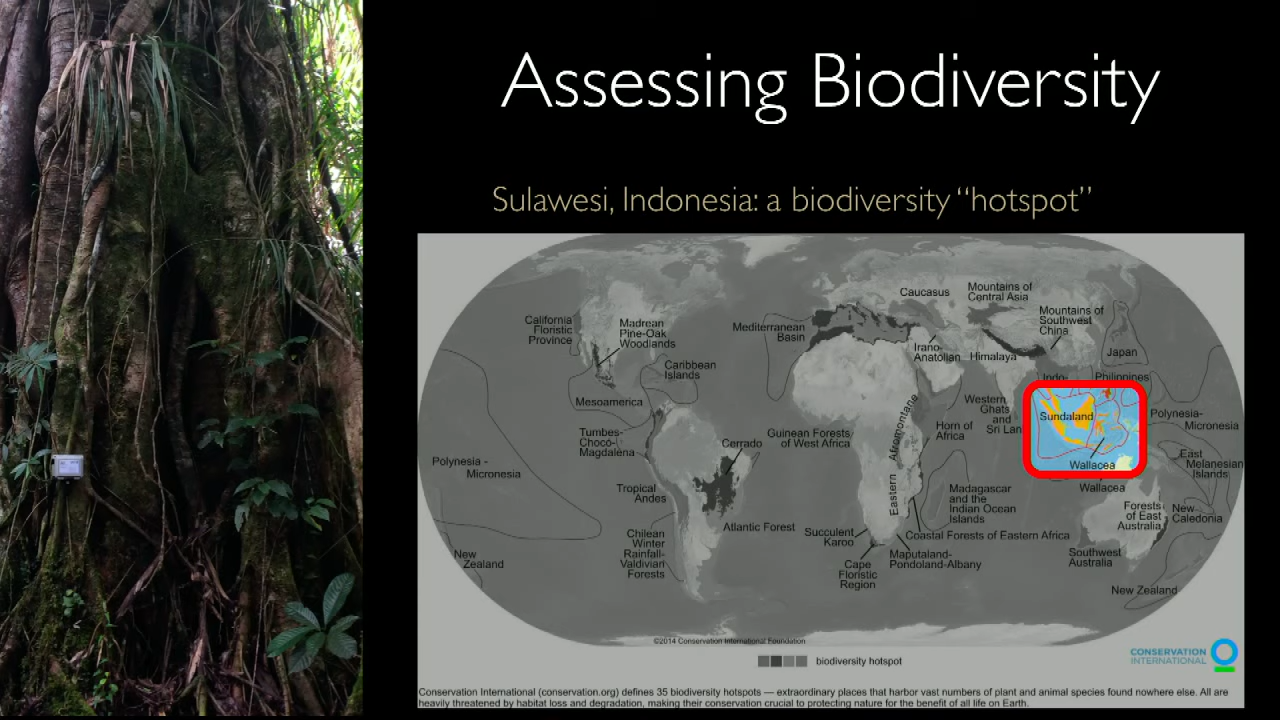 Assessing Biodiversity
Sulawesi, Indonesia: a biodiversity “hotspot”
Caucasus
Mountains of
Central Asia
Mountains of
Southwest
China
California
Floristic
Province
Madrean
Pine-Oak
Woodlands
Mediterranean
Basin
Irano-
Anatolian
Himalaya
Japan
Caribbean
Islands
Indo-
Philippines
Mesoamerica
Western
Ghats
and
Sri Lan
Sundaland
Polynesia-
Micronesia
Tumbes-
Chocó-
Magdalena
Cerrado
Guinean Forests
of West Africa
Eastern Afromontane
Horn of
Africa
Polynesia -
Micronesia
Wallacea
East
Melanesian
Islands
Tropical
Andes
Madagascar
and the
Indian Ocean
Islands
Wallacea
Forests
of East
Australia
New
Caledonia
Atlantic Forest
Chilean
Winter
Rainfall-
Valdivian
Forests
Succulent
Karoo
Coastal Forests of Eastern Africa
New
Zealand
Cape
Floristic
Region
Maputaland-
Pondoland-Albany
Southwest
Australia
New Zealand
©2014 Conservation International Foundation
biodiversity hotspot
CONSERVATION
INTERNATIONAL
Conservation International (conservation.org) defines 35 biodiversity hotspots — extraordinary places that harbor vast numbers of plant and animal species found nowhere else. All are
heavily threatened by habitat loss and degradation, making their conservation crucial to protecting nature for the benefit of all life on Earth.